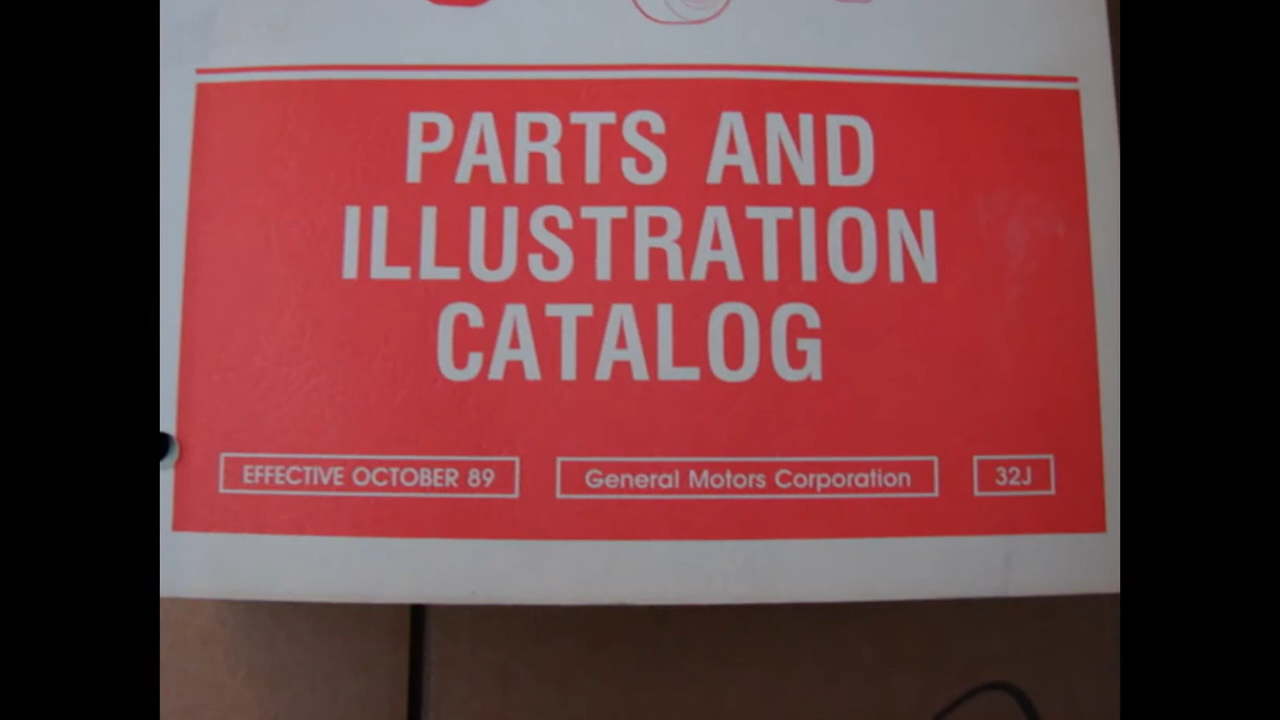 PARTS AND
ILLUSTRATION
CATALOG
EFFECTIVE OCTOBER 89 General Motors Corporation 32J